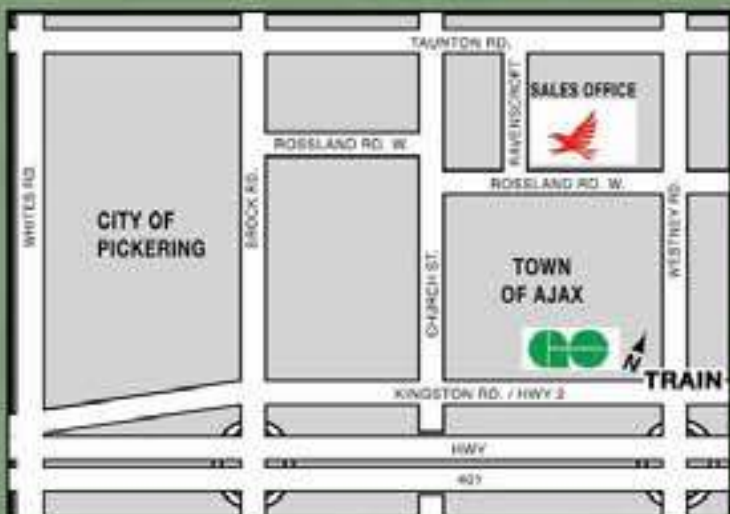 TAUNTON RD.
RAVENSCROFT
SALES OFFICE
ROSSLAND RD. W.
ROSSLAND RD. W.
WHITES RD
BROCK RD.
CHURCH ST.
WESTNEY RD.
CITY OF
PICKERING
TOWN
OF AJAX
GO
N
TRAIN
KINGSTON RD. / HWY 2
HWY
401